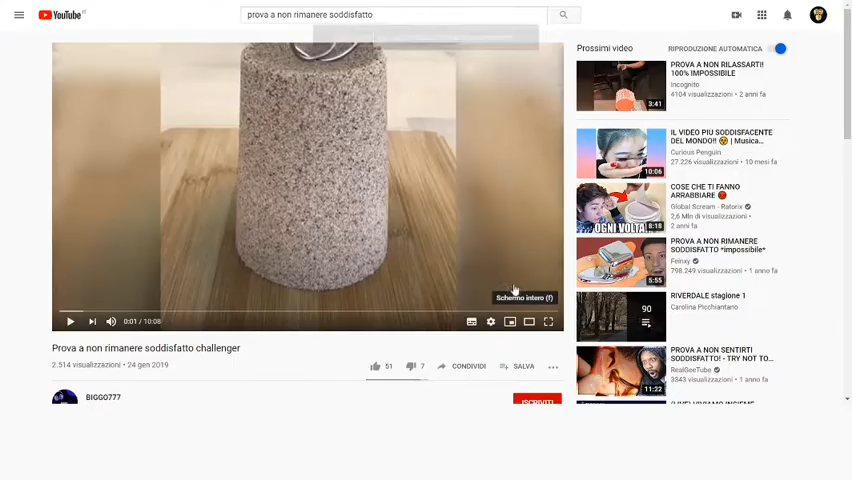 YouTube IT
prova a non rimanere soddisfatto
Prossimi video
RIPRODUZIONE AUTOMATICA
PROVA A NON RILASSARTI!
100% IMPOSSIBILE
Incognito
4104 visualizzazioni • 2 anni fa
3:41
IL VIDEO PIÙ SODDISFACENTE
DEL MONDO!! 😢 | Musica...
Curious Penguin
27.226 visualizzazioni • 10 mesi fa
10:06
COSE CHE TI FANNO
ARRABBIARE 😡
Global Scream - Ratorix
2,6 Mln di visualizzazioni •
2 anni fa
OGNI VOLTA
8:18
PROVA A NON RIMANERE
SODDISFATTO *impossibile*
Feinxy
798.249 visualizzazioni • 1 anno fa
5:55
RIVERDALE stagione 1
Carolina Picchiantano
90
PROVA A NON SENTIRTI
SODDISFATTO! - TRY NOT TO...
RealGeeTube
3343 visualizzazioni • 1 anno fa
11:22
Schermo intero (f)
0:01 / 10:08
Prova a non rimanere soddisfatto challenger
2.514 visualizzazioni • 24 gen 2019
51
7
CONDIVIDI
SALVA
BIGGO777
ISCRIVITI
(LIVE) VIVIAMO INSIEME